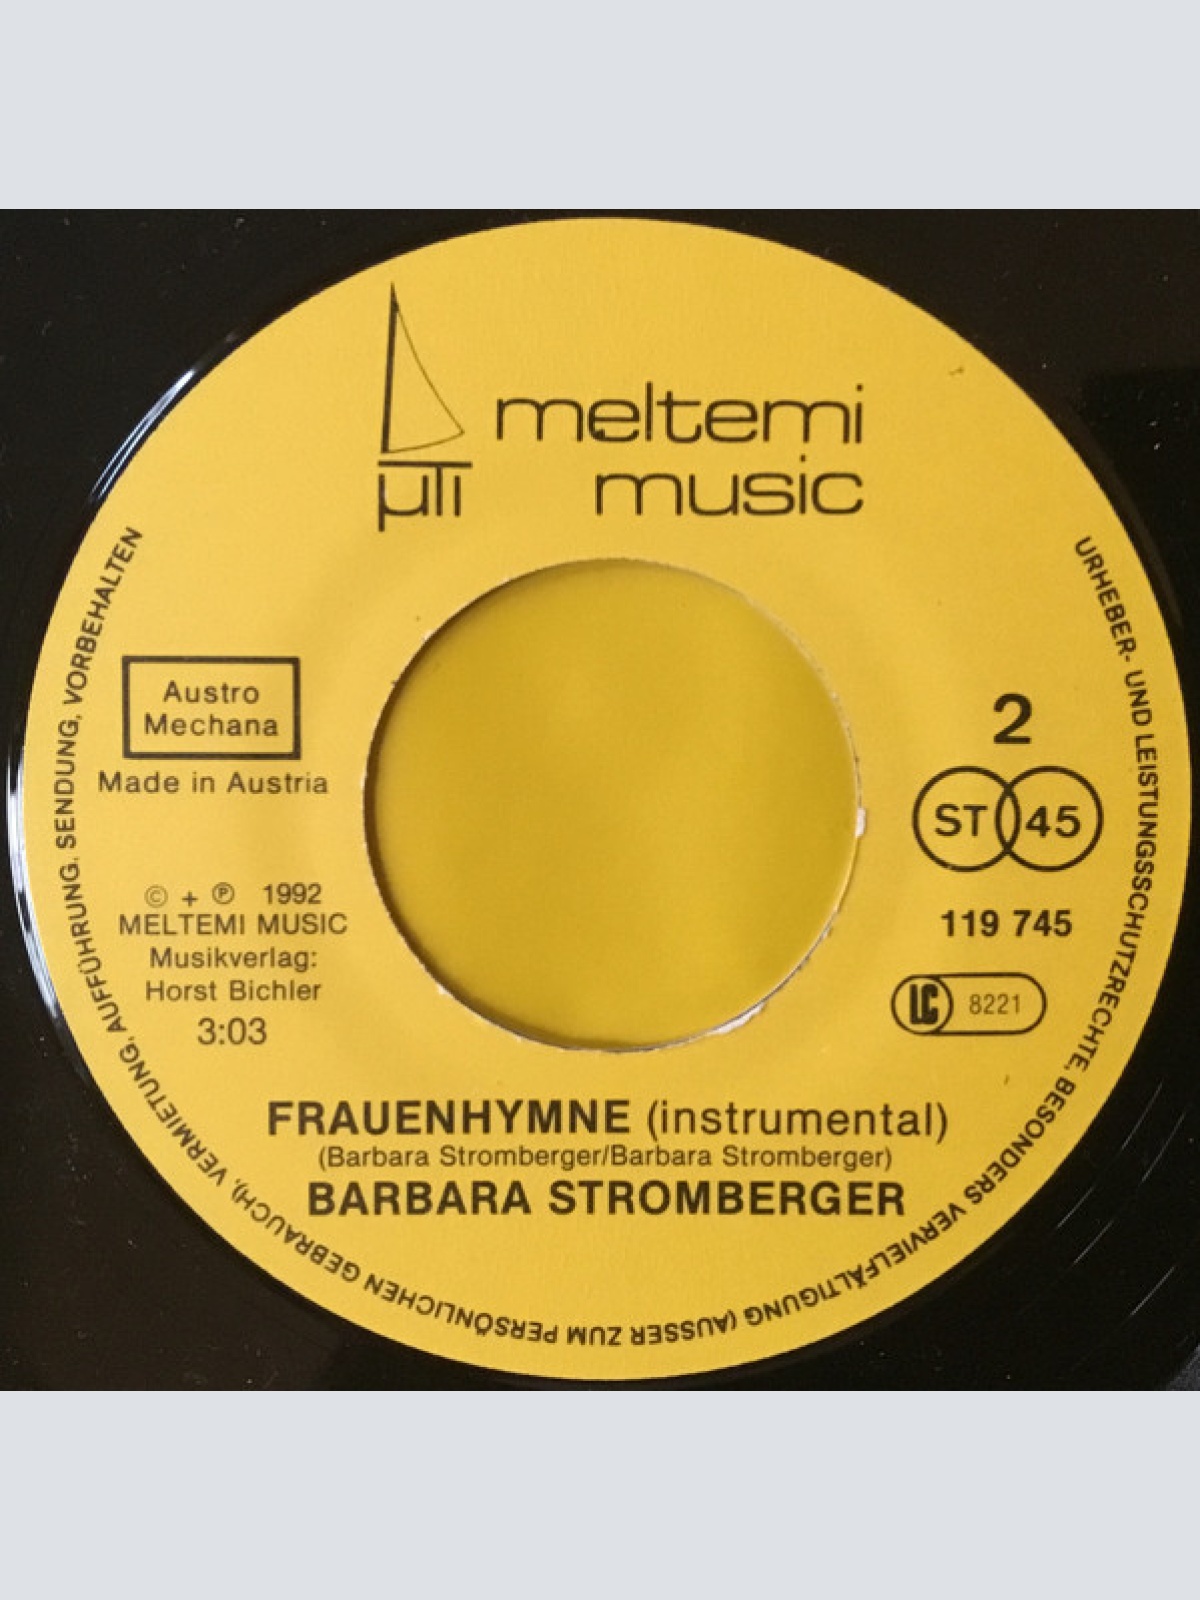 meltemi
µTi music
URHEBER- UND LEISTUNGSSCHUTZRECHTE, BESONDERS VERVIELFÄLTIGUNG (AUSSER ZUM PERSÖNLICHEN GEBRAUCH), VERMIETUNG, AUFFÜHRUNG, SENDUNG, VORBEHALTEN
Austro
Mechana
Made in Austria
© + ℗ 1992
MELTEMI MUSIC
Musikverlag:
Horst Bichler
3:03
2
ST 45
119 745
LC 8221
FRAUENHYMNE (instrumental)
(Barbara Stromberger/Barbara Stromberger)
BARBARA STROMBERGER